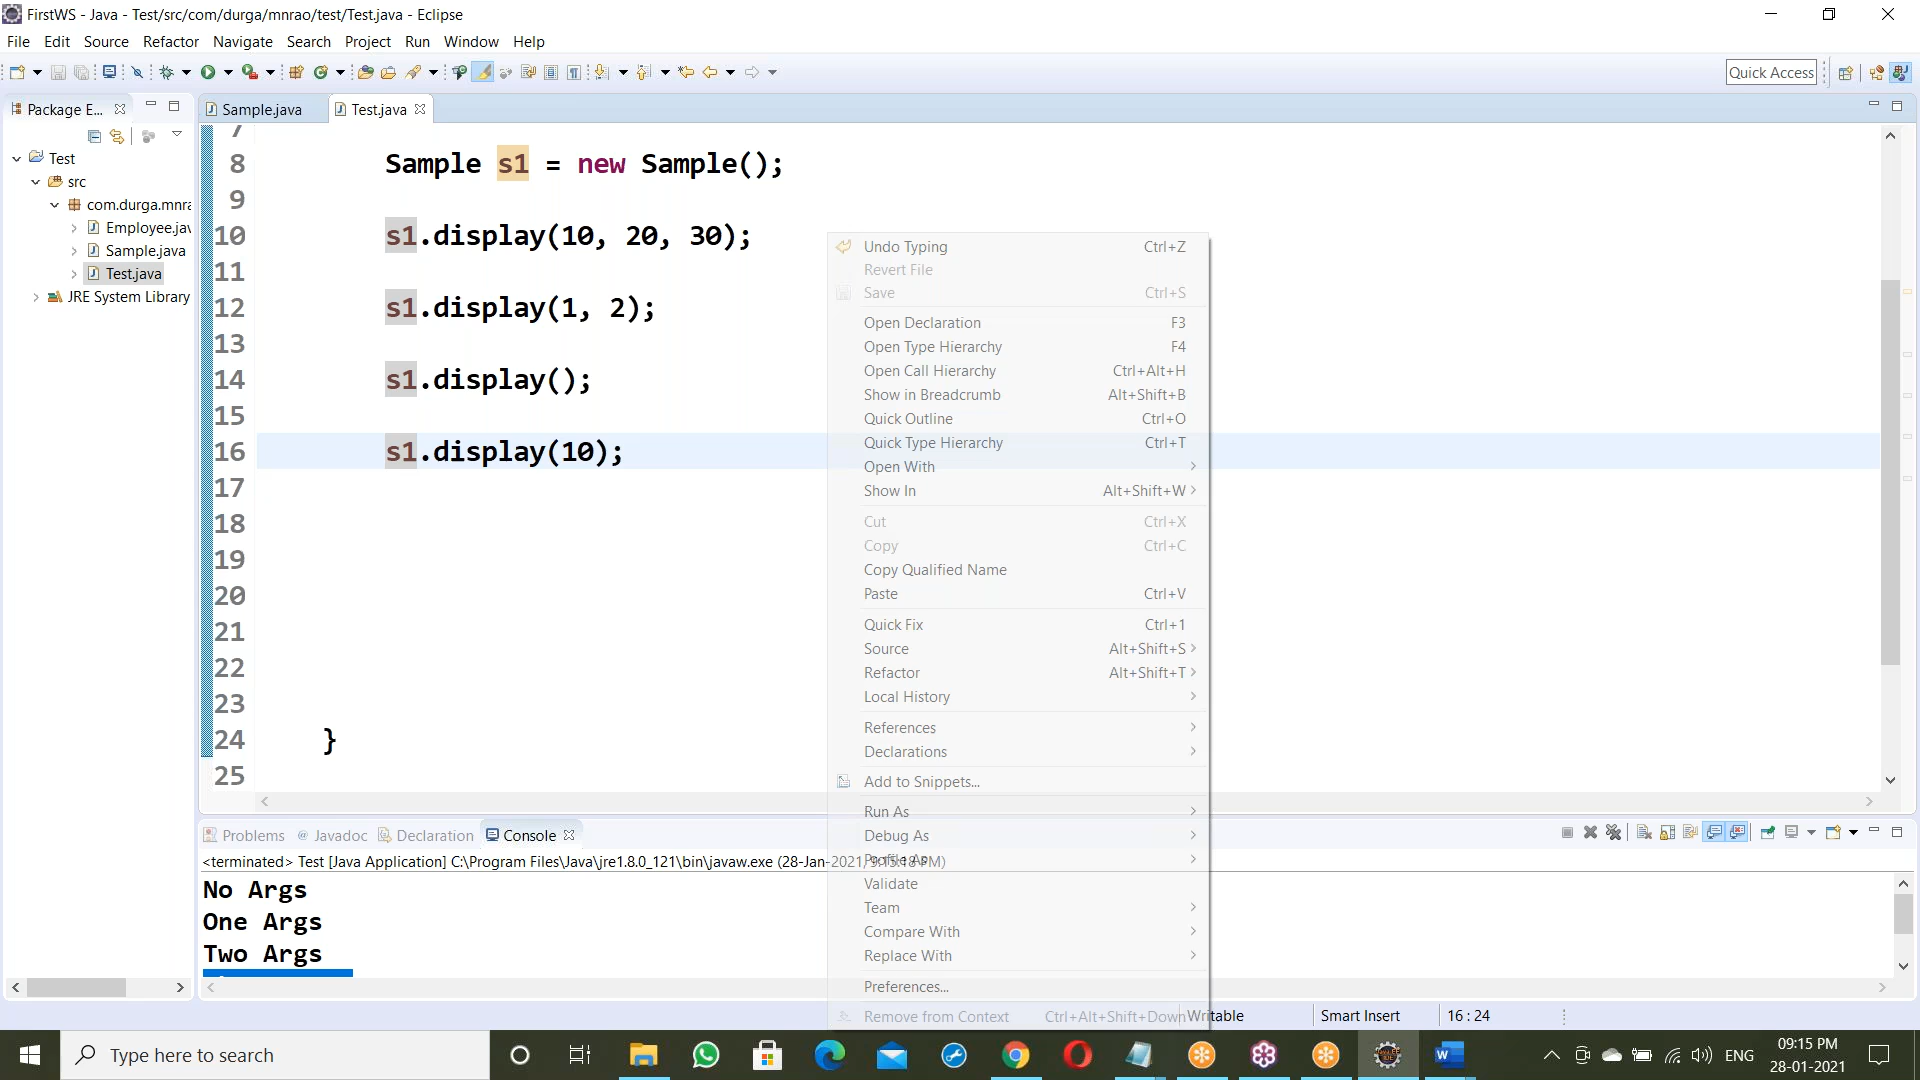 FirstWS - Java - Test/src/com/durga/mnrao/test/Test.java - Eclipse
File Edit Source Refactor Navigate Search Project Run Window Help
Quick Access
Package E...
Sample.java
Test.java
Test
src
com.durga.mnra
Employee.jav
Sample.java
Test.java
JRE System Library
7
8 Sample s1 = new Sample();
9
10 s1.display(10, 20, 30);
11
12 s1.display(1, 2);
13
14 s1.display();
15
16 s1.display(10);
17
18
19
20
21
22
23
24 }
25
Undo Typing Ctrl+Z
Revert File
Save Ctrl+S
Open Declaration F3
Open Type Hierarchy F4
Open Call Hierarchy Ctrl+Alt+H
Show in Breadcrumb Alt+Shift+B
Quick Outline Ctrl+O
Quick Type Hierarchy Ctrl+T
Open With
Show In Alt+Shift+W
Cut Ctrl+X
Copy Ctrl+C
Copy Qualified Name
Paste Ctrl+V
Quick Fix Ctrl+1
Source Alt+Shift+S
Refactor Alt+Shift+T
Local History
References
Declarations
Add to Snippets...
Run As
Debug As
Profile As
Validate
Team
Compare With
Replace With
Preferences...
Remove from Context Ctrl+Alt+Shift+Down
Problems @ Javadoc Declaration Console
<terminated> Test [Java Application] C:\Program Files\Java\jre1.8.0_121\bin\javaw.exe (28-Jan-2021, 9:15:18 PM)
No Args
One Args
Two Args
Writable Smart Insert 16 : 24
Type here to search
ENG
09:15 PM
28-01-2021